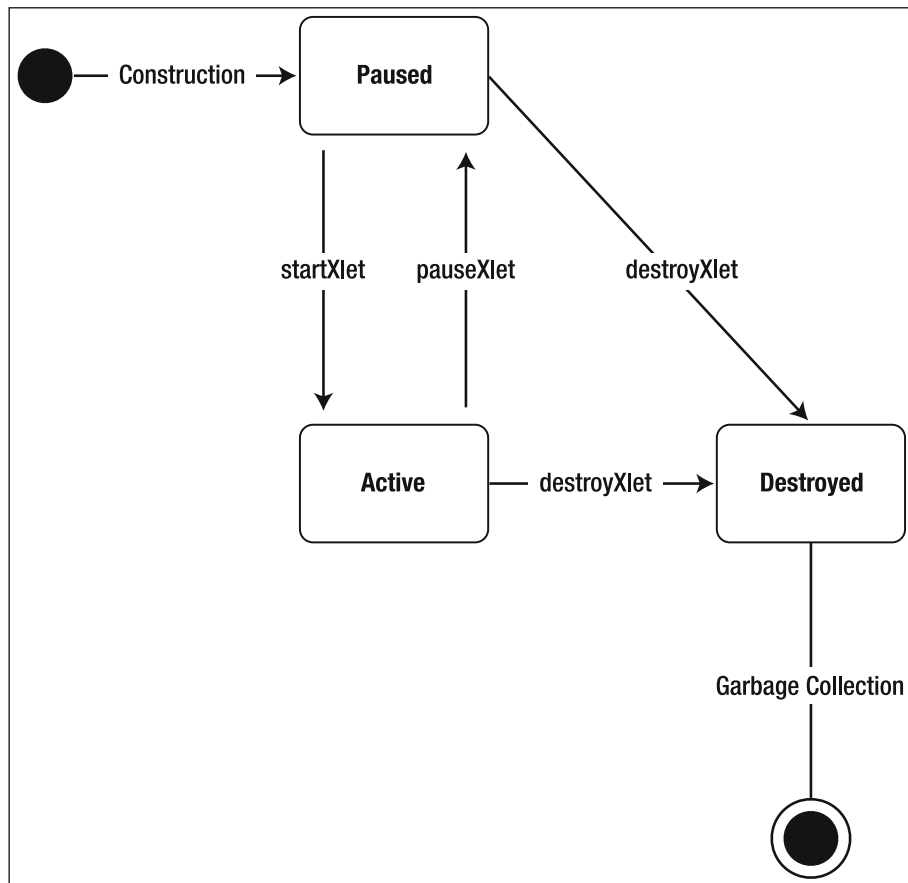 Construction
Paused
startXlet
pauseXlet
destroyXlet
Active
destroyXlet
Destroyed
Garbage Collection